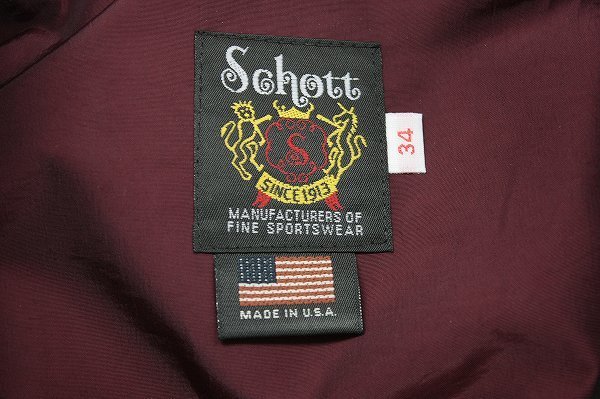 Schott
S
SINCE 1913
MANUFACTURERS OF
FINE SPORTSWEAR
34
MADE IN U.S.A.